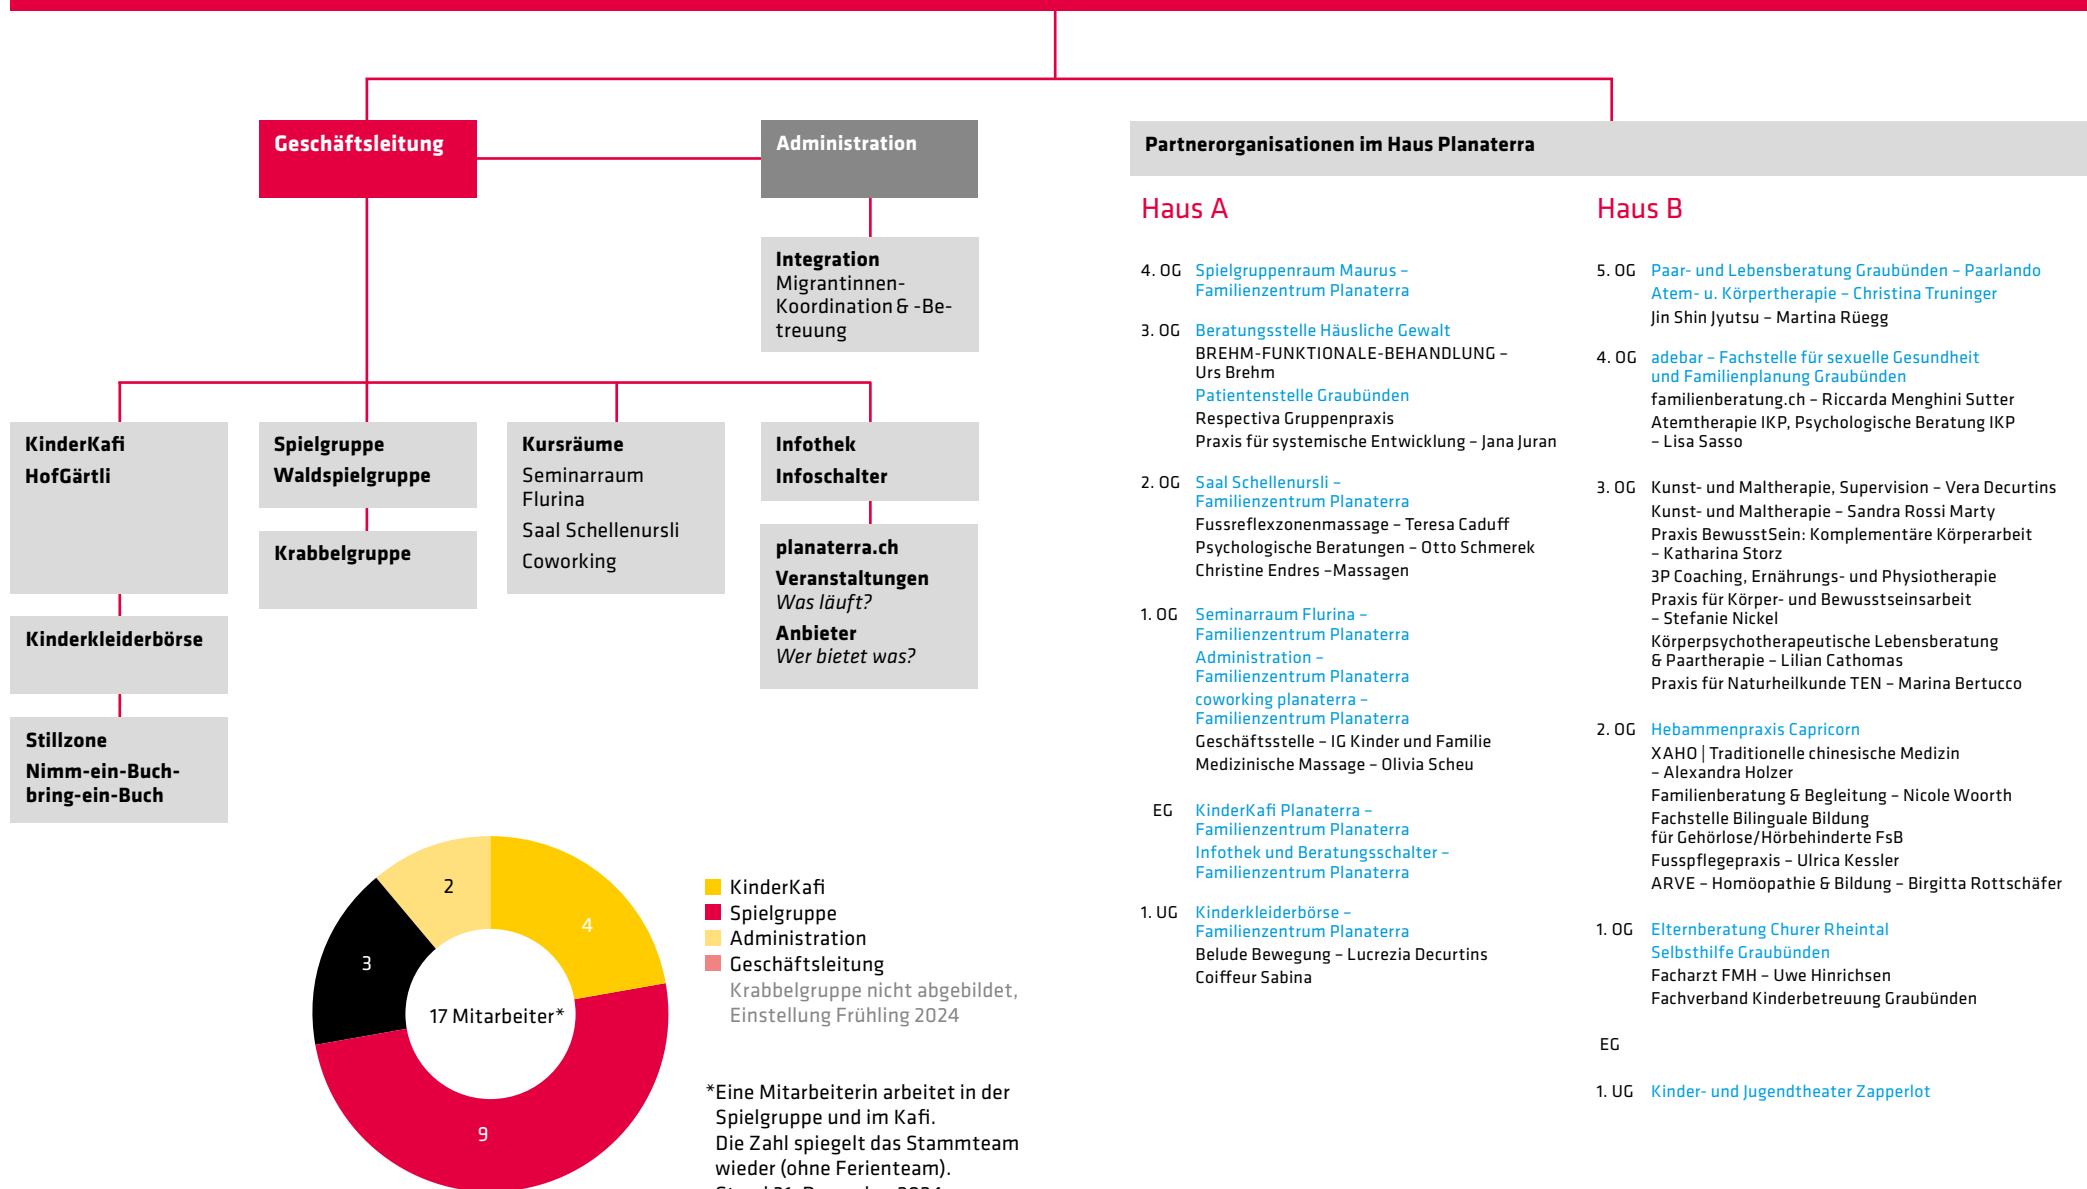 Geschäftsleitung
Administration
Integration
Migrantinnen-
Koordination & -Be-
treuung
KinderKafi
HofGärtli
Kinderkleiderbörse
Stillzone
Nimm-ein-Buch-
bring-ein-Buch
Spielgruppe
Waldspielgruppe
Krabbelgruppe
Kursräume
Seminarraum
Flurina
Saal Schellenursli
Coworking
Infothek
Infoschalter
planaterra.ch
Veranstaltungen
Was läuft?
Anbieter
Wer bietet was?
2
4
3
17 Mitarbeiter*
9
KinderKafi
Spielgruppe
Administration
Geschäftsleitung
Krabbelgruppe nicht abgebildet,
Einstellung Frühling 2024
*Eine Mitarbeiterin arbeitet in der
Spielgruppe und im Kafi.
Die Zahl spiegelt das Stammteam
wieder (ohne Ferienteam).
Partnerorganisationen im Haus Planaterra
Haus A
4. OG Spielgruppenraum Maurus –
Familienzentrum Planaterra
3. OG Beratungsstelle Häusliche Gewalt
BREHM-FUNKTIONALE-BEHANDLUNG –
Urs Brehm
Patientenstelle Graubünden
Respectiva Gruppenpraxis
Praxis für systemische Entwicklung – Jana Juran
2. OG Saal Schellenursli –
Familienzentrum Planaterra
Fussreflexzonenmassage – Teresa Caduff
Psychologische Beratungen – Otto Schmerek
Christine Endres –Massagen
1. OG Seminarraum Flurina –
Familienzentrum Planaterra
Administration –
Familienzentrum Planaterra
coworking planaterra –
Familienzentrum Planaterra
Geschäftsstelle – IG Kinder und Familie
Medizinische Massage – Olivia Scheu
EG KinderKafi Planaterra –
Familienzentrum Planaterra
Infothek und Beratungsschalter –
Familienzentrum Planaterra
1. UG Kinderkleiderbörse –
Familienzentrum Planaterra
Belude Bewegung – Lucrezia Decurtins
Coiffeur Sabina
Haus B
5. OG Paar- und Lebensberatung Graubünden – Paarlando
Atem- u. Körpertherapie – Christina Truninger
Jin Shin Jyutsu – Martina Rüegg
4. OG adebar – Fachstelle für sexuelle Gesundheit
und Familienplanung Graubünden
familienberatung.ch – Riccarda Menghini Sutter
Atemtherapie IKP, Psychologische Beratung IKP
– Lisa Sasso
3. OG Kunst- und Maltherapie, Supervision – Vera Decurtins
Kunst- und Maltherapie – Sandra Rossi Marty
Praxis BewusstSein: Komplementäre Körperarbeit
– Katharina Storz
3P Coaching, Ernährungs- und Physiotherapie
Praxis für Körper- und Bewusstseinsarbeit
– Stefanie Nickel
Körperpsychotherapeutische Lebensberatung
& Paartherapie – Lilian Cathomas
Praxis für Naturheilkunde TEN – Marina Bertucco
2. OG Hebammenpraxis Capricorn
XAHO | Traditionelle chinesische Medizin
– Alexandra Holzer
Familienberatung & Begleitung – Nicole Woorth
Fachstelle Bilinguale Bildung
für Gehörlose/Hörbehinderte FsB
Fusspflegepraxis – Ulrica Kessler
ARVE – Homöopathie & Bildung – Birgitta Rottschäfer
1. OG Elternberatung Churer Rheintal
Selbsthilfe Graubünden
Facharzt FMH – Uwe Hinrichsen
Fachverband Kinderbetreuung Graubünden
EG
1. UG Kinder- und Jugendtheater Zapperlot